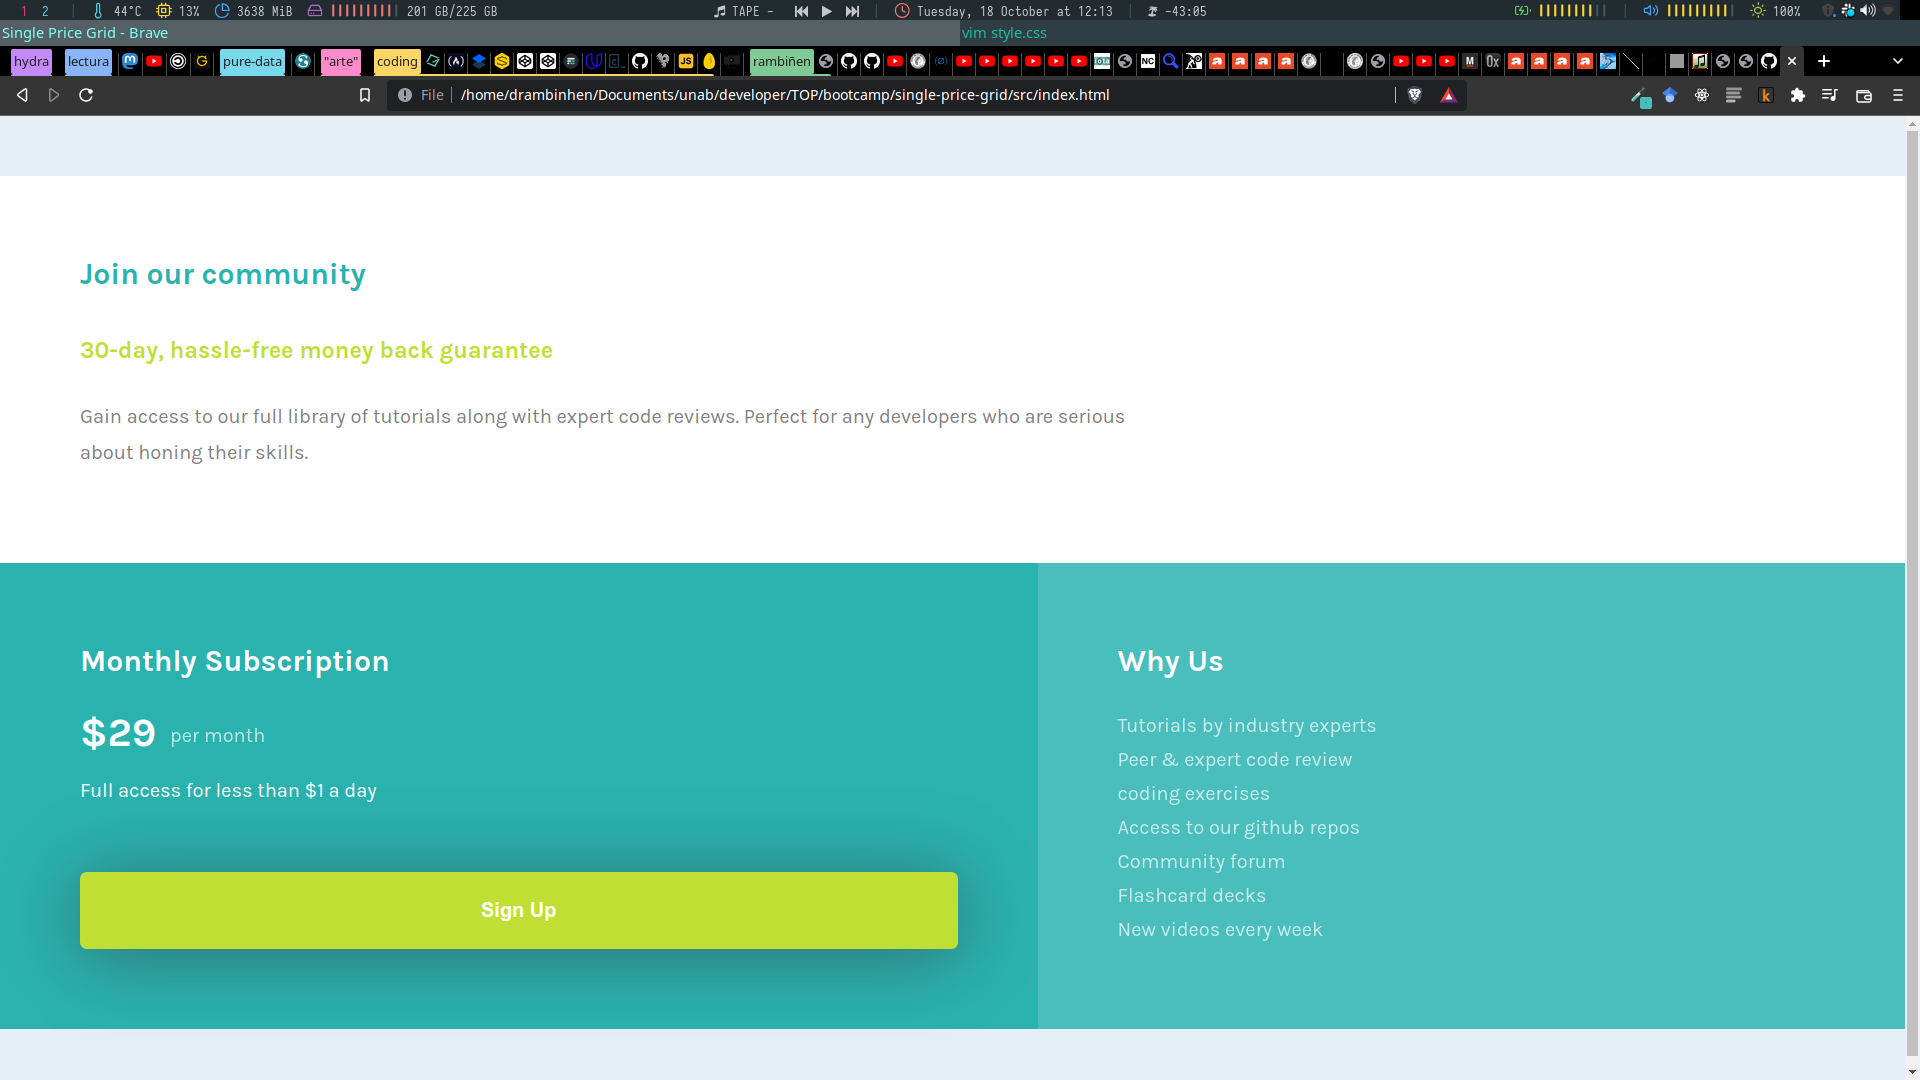 1 2 44°C 13% 3638 MiB 201 GB/225 GB TAPE - Tuesday, 18 October at 12:13 -43:05 100%
Single Price Grid - Brave vim style.css
hydra lectura pure-data "arte" coding rambiñen
File /home/drambinhen/Documents/unab/developer/TOP/bootcamp/single-price-grid/src/index.html
Join our community
30-day, hassle-free money back guarantee
Gain access to our full library of tutorials along with expert code reviews. Perfect for any developers who are serious
about honing their skills.
Monthly Subscription
$29 per month
Full access for less than $1 a day
Sign Up
Why Us
Tutorials by industry experts
Peer & expert code review
coding exercises
Access to our github repos
Community forum
Flashcard decks
New videos every week